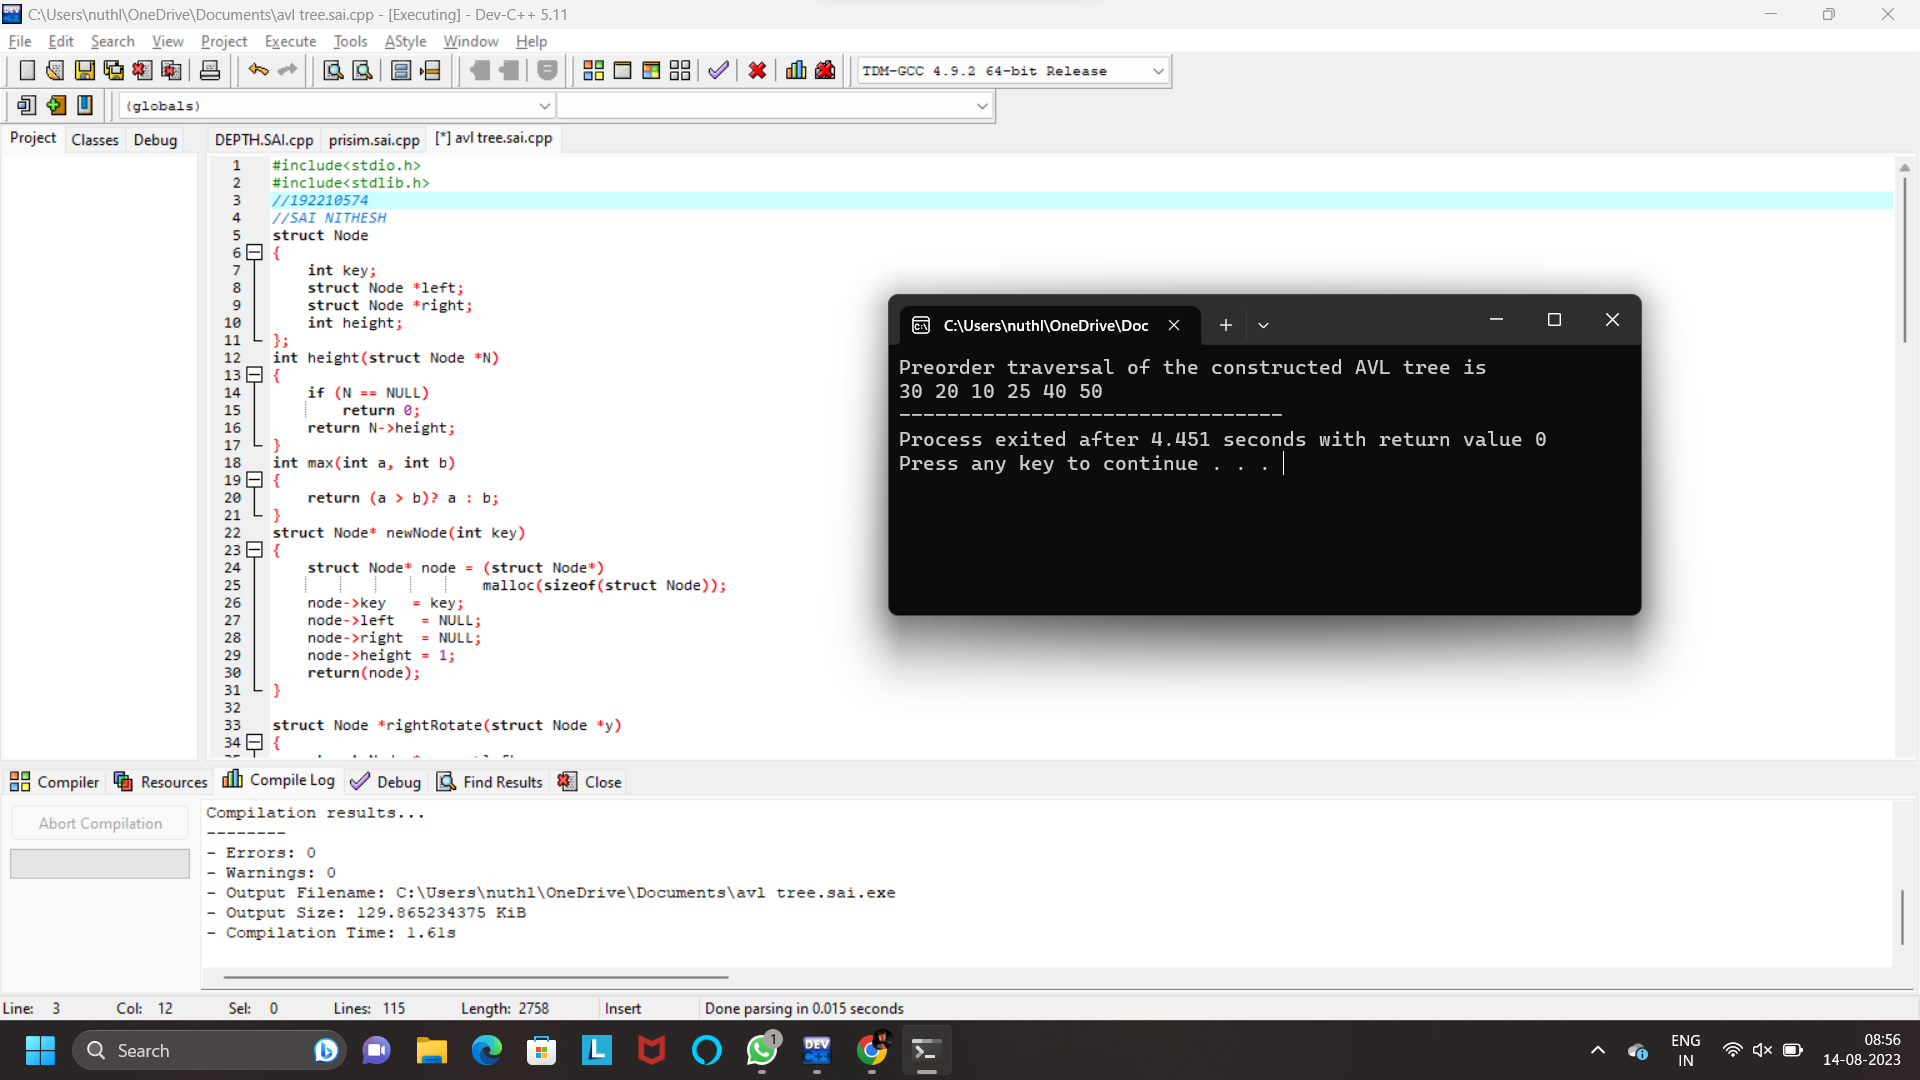 C:\Users\nuthl\OneDrive\Documents\avl tree.sai.cpp - [Executing] - Dev-C++ 5.11
File Edit Search View Project Execute Tools AStyle Window Help
TDM-GCC 4.9.2 64-bit Release
(globals)
Project Classes Debug DEPTH.SAI.cpp prisim.sai.cpp [*] avl tree.sai.cpp
1 #include<stdio.h>
2 #include<stdlib.h>
3 //192210574
4 //SAI NITHESH
5 struct Node
6 {
7 int key;
8 struct Node *left;
9 struct Node *right;
10 int height;
11 };
12 int height(struct Node *N)
13 {
14 if (N == NULL)
15 return 0;
16 return N->height;
17 }
18 int max(int a, int b)
19 {
20 return (a > b)? a : b;
21 }
22 struct Node* newNode(int key)
23 {
24 struct Node* node = (struct Node*)
25 malloc(sizeof(struct Node));
26 node->key = key;
27 node->left = NULL;
28 node->right = NULL;
29 node->height = 1;
30 return(node);
31 }
32
33 struct Node *rightRotate(struct Node *y)
34 {
C:\Users\nuthl\OneDrive\Doc
Preorder traversal of the constructed AVL tree is
30 20 10 25 40 50
--------------------------------
Process exited after 4.451 seconds with return value 0
Press any key to continue . . .
Compiler Resources Compile Log Debug Find Results Close
Abort Compilation
Compilation results...
--------
- Errors: 0
- Warnings: 0
- Output Filename: C:\Users\nuthl\OneDrive\Documents\avl tree.sai.exe
- Output Size: 129.865234375 KiB
- Compilation Time: 1.61s
Line: 3 Col: 12 Sel: 0 Lines: 115 Length: 2758 Insert Done parsing in 0.015 seconds
Search
DEV C++
1
ENG
IN
08:56
14-08-2023